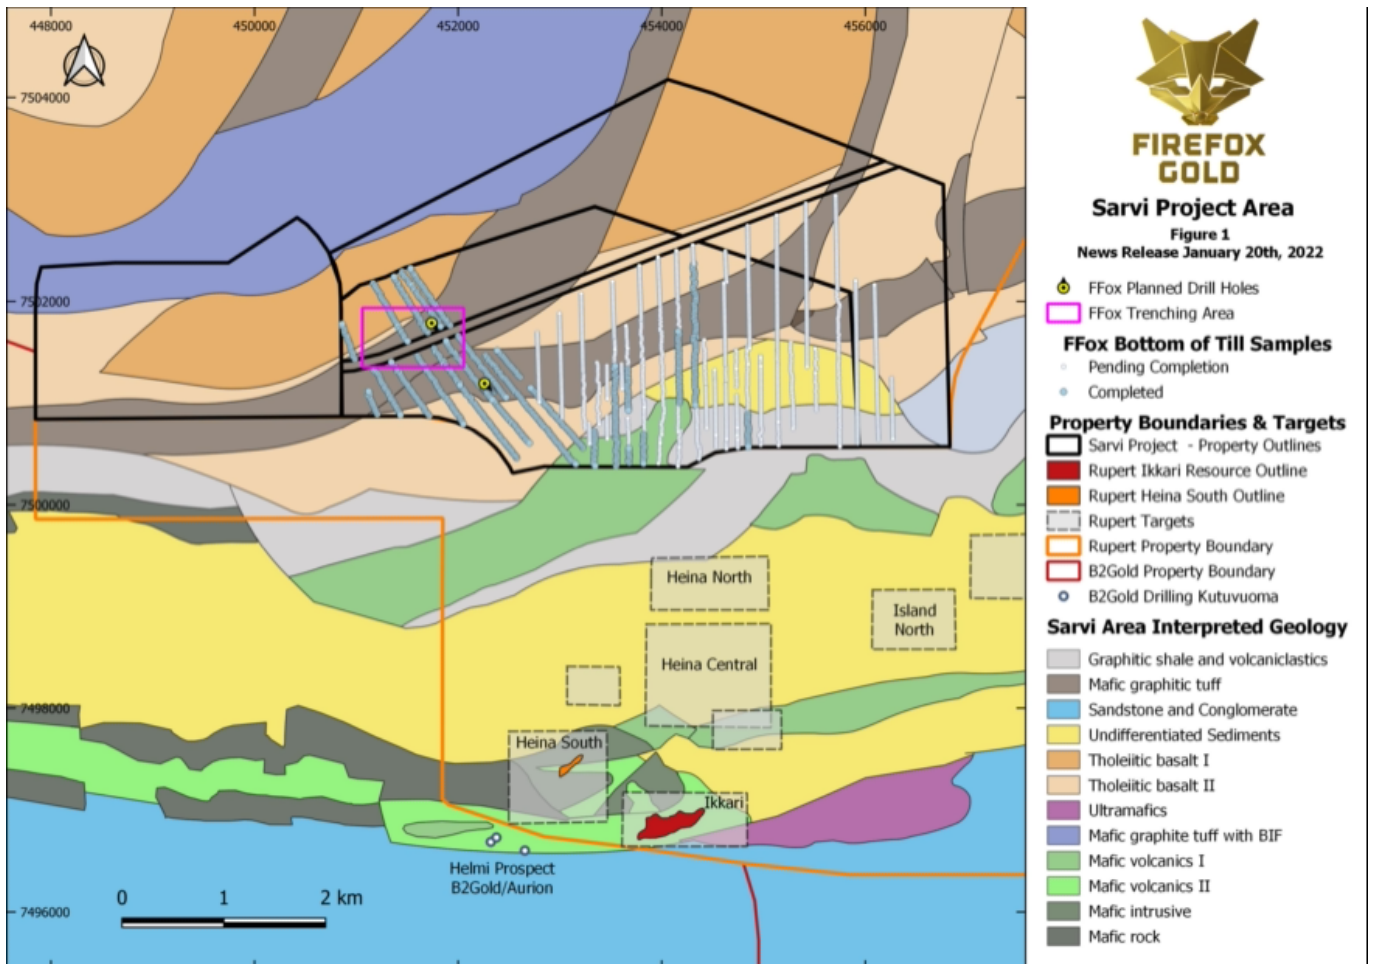 448000
450000
452000
454000
456000
7504000
7502000
7500000
7498000
7496000
Heina North
Island
North
Heina Central
Heina South
Ikkari
Helmi Prospect
B2Gold/Aurion
0 1 2 km
FIREFOX
GOLD
Sarvi Project Area
Figure 1
News Release January 20th, 2022
FFox Planned Drill Holes
FFox Trenching Area
FFox Bottom of Till Samples
Pending Completion
Completed
Property Boundaries & Targets
Sarvi Project - Property Outlines
Rupert Ikkari Resource Outline
Rupert Heina South Outline
Rupert Targets
Rupert Property Boundary
B2Gold Property Boundary
B2Gold Drilling Kutuvuoma
Sarvi Area Interpreted Geology
Graphitic shale and volcaniclastics
Mafic graphitic tuff
Sandstone and Conglomerate
Undifferentiated Sediments
Tholeiitic basalt I
Tholeiitic basalt II
Ultramafics
Mafic graphite tuff with BIF
Mafic volcanics I
Mafic volcanics II
Mafic intrusive
Mafic rock